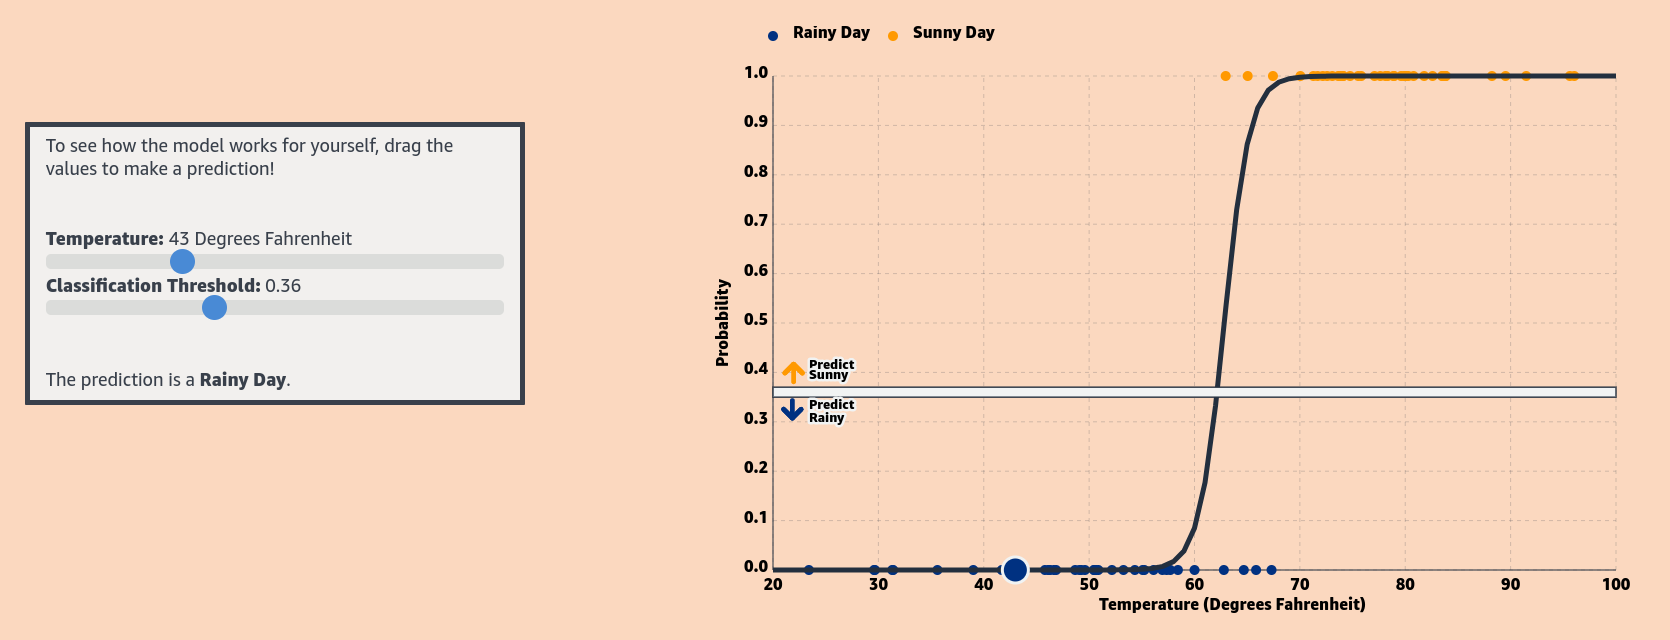 Rainy Day
Sunny Day
To see how the model works for yourself, drag the
values to make a prediction!
Temperature: 43 Degrees Fahrenheit
Classification Threshold: 0.36
The prediction is a Rainy Day.
Probability
1.0
0.9
0.8
0.7
0.6
0.5
0.4
0.3
0.2
0.1
0.0
Predict
Sunny
Predict
Rainy
20 30 40 50 60 70 80 90 100
Temperature (Degrees Fahrenheit)